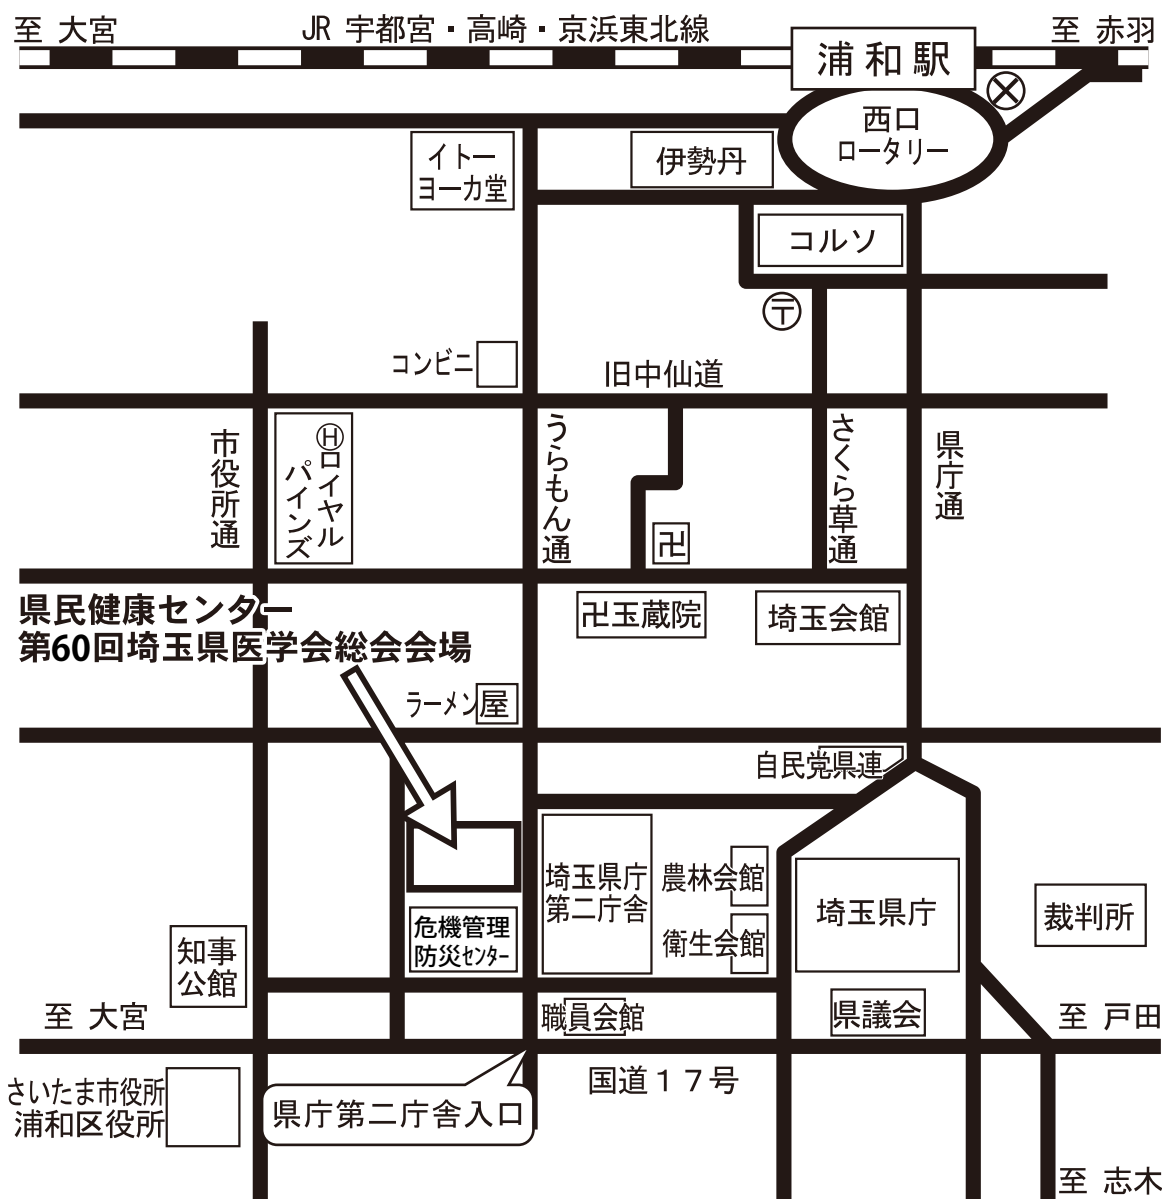 至 大宮
JR 宇都宮・高崎・京浜東北線
至 赤羽
浦和駅
西口
ロータリー
イトー
ヨーカ堂
伊勢丹
コルソ
〒
コンビニ
旧中仙道
市役所通
Ⓗロイヤル
パインズ
うらもん通
さくら草通
県庁通
卍
県民健康センター
第60回埼玉県医学会総会会場
卍玉蔵院
埼玉会館
ラーメン屋
自民党県連
埼玉県庁
第二庁舎
農林会館
衛生会館
埼玉県庁
裁判所
危機管理
防災センター
知事
公館
職員会館
県議会
至 大宮
至 戸田
国道17号
さいたま市役所
浦和区役所
県庁第二庁舎入口
至 志木